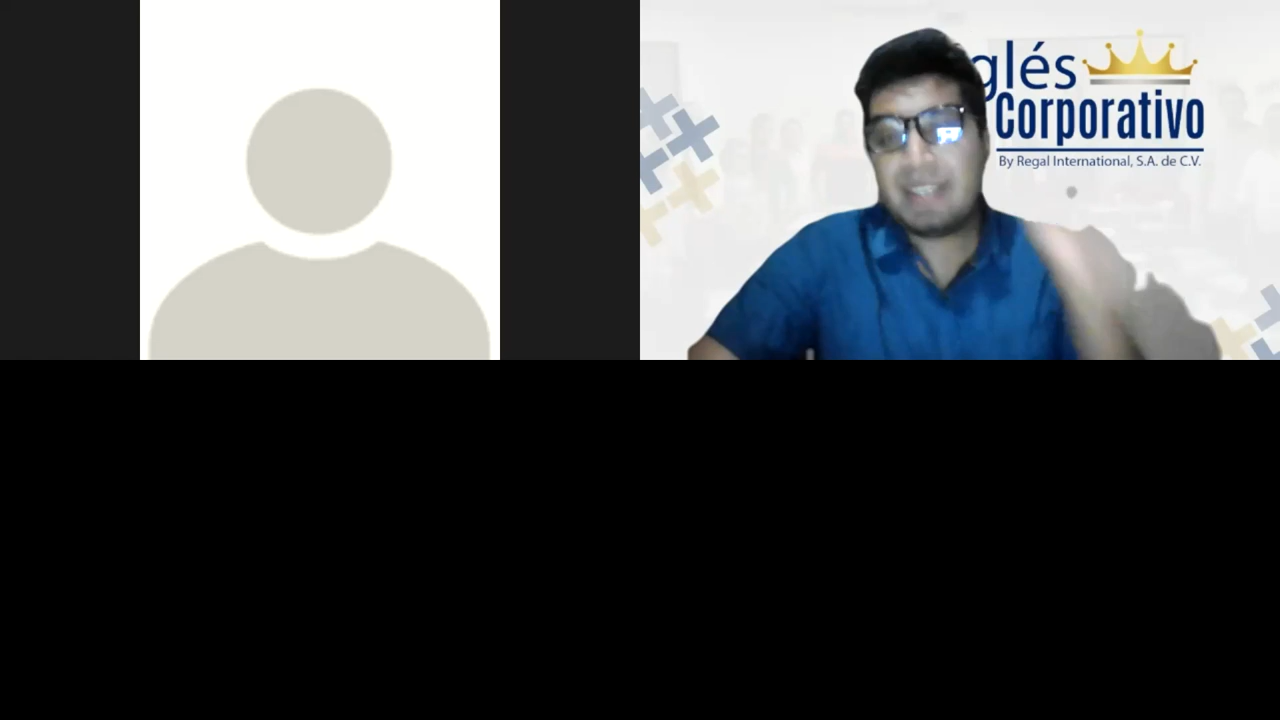 glés
Corporativo
By Regal International, S.A. de C.V.